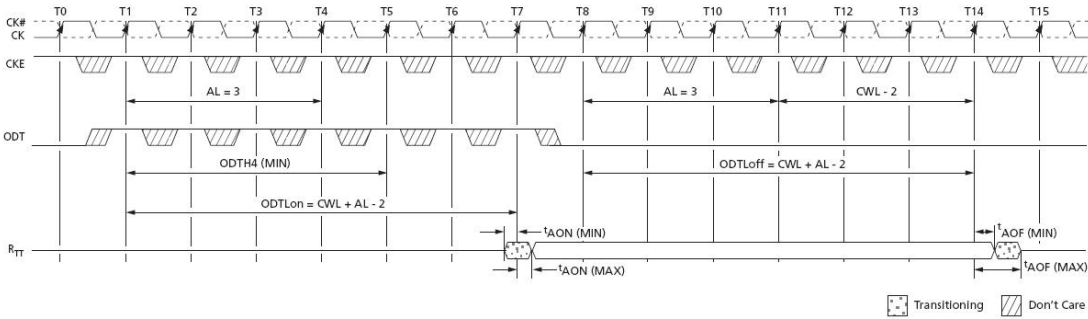 T0 T1 T2 T3 T4 T5 T6 T7 T8 T9 T10 T11 T12 T13 T14 T15
CK#
CK
CKE
AL = 3 AL = 3 CWL - 2
ODT
ODTH4 (MIN) ODTLoff = CWL + AL - 2
ODTLon = CWL + AL - 2
tAON (MIN) tAOF (MIN)
RTT
tAON (MAX) tAOF (MAX)
Transitioning Don't Care